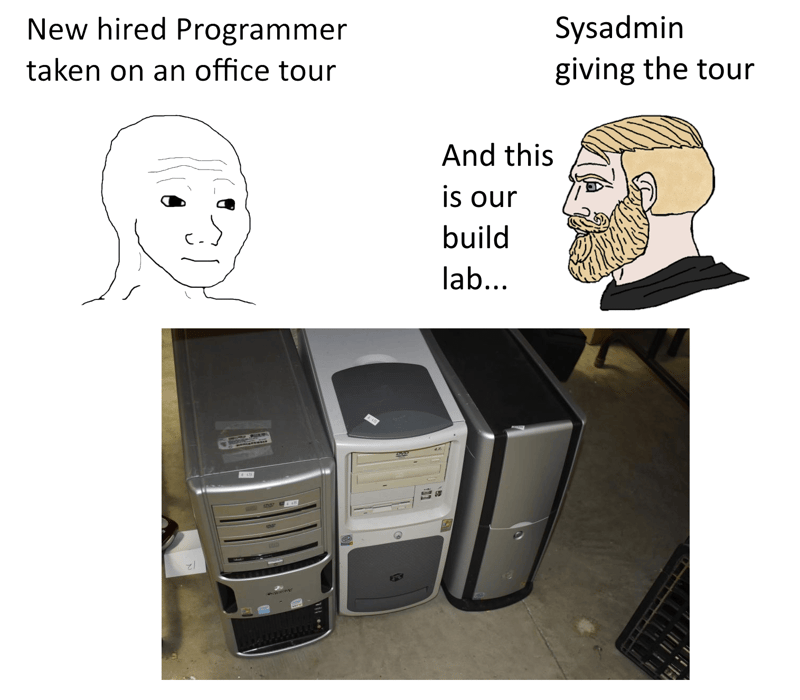 New hired Programmer
taken on an office tour
Sysadmin
giving the tour
And this
is our
build
lab...